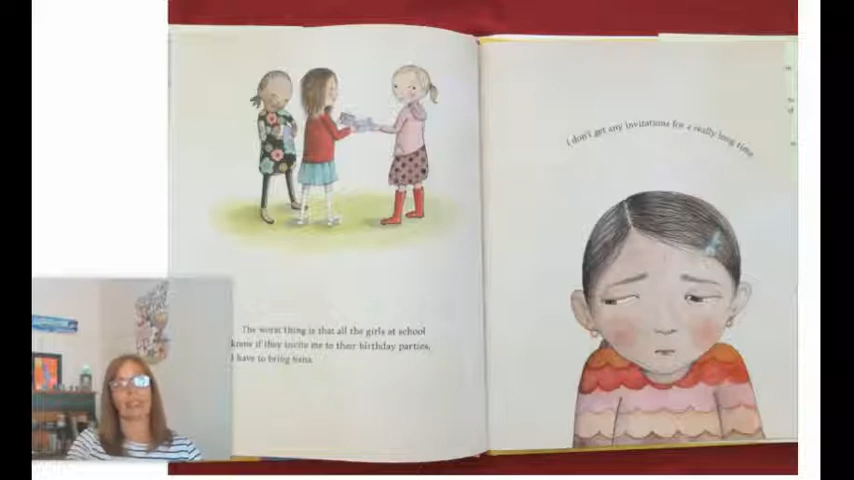 The worst thing is that all the girls at school
know if they invite me to their birthday parties,
I have to bring Sana.
I don't get any invitations for a really long time.